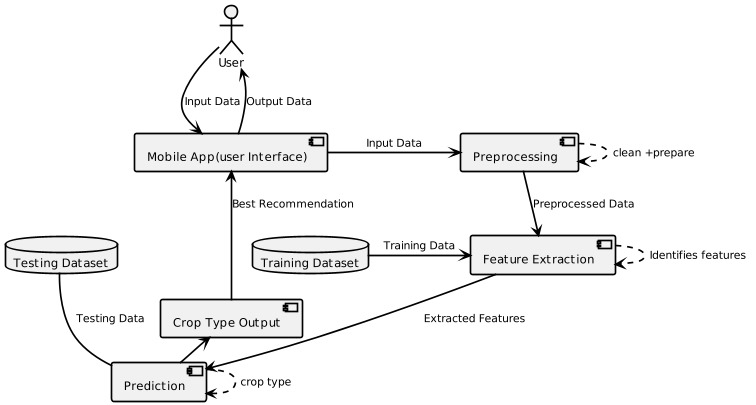 User
Input Data
Output Data
Mobile App(user Interface)
Input Data
Preprocessing
clean +prepare
Best Recommendation
Preprocessed Data
Testing Dataset
Training Dataset
Training Data
Feature Extraction
Identifies features
Testing Data
Crop Type Output
Extracted Features
Prediction
crop type